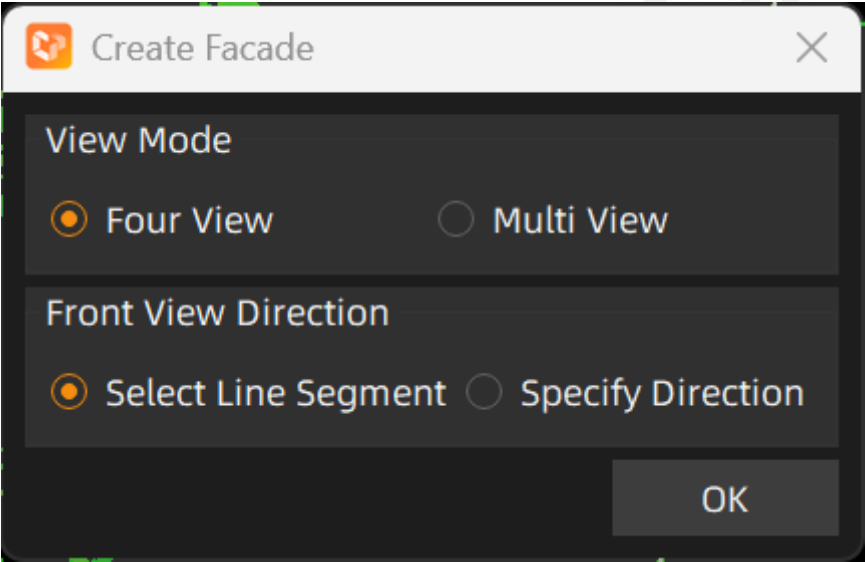 Create Facade
View Mode
Four View Multi View
Front View Direction
Select Line Segment Specify Direction
OK